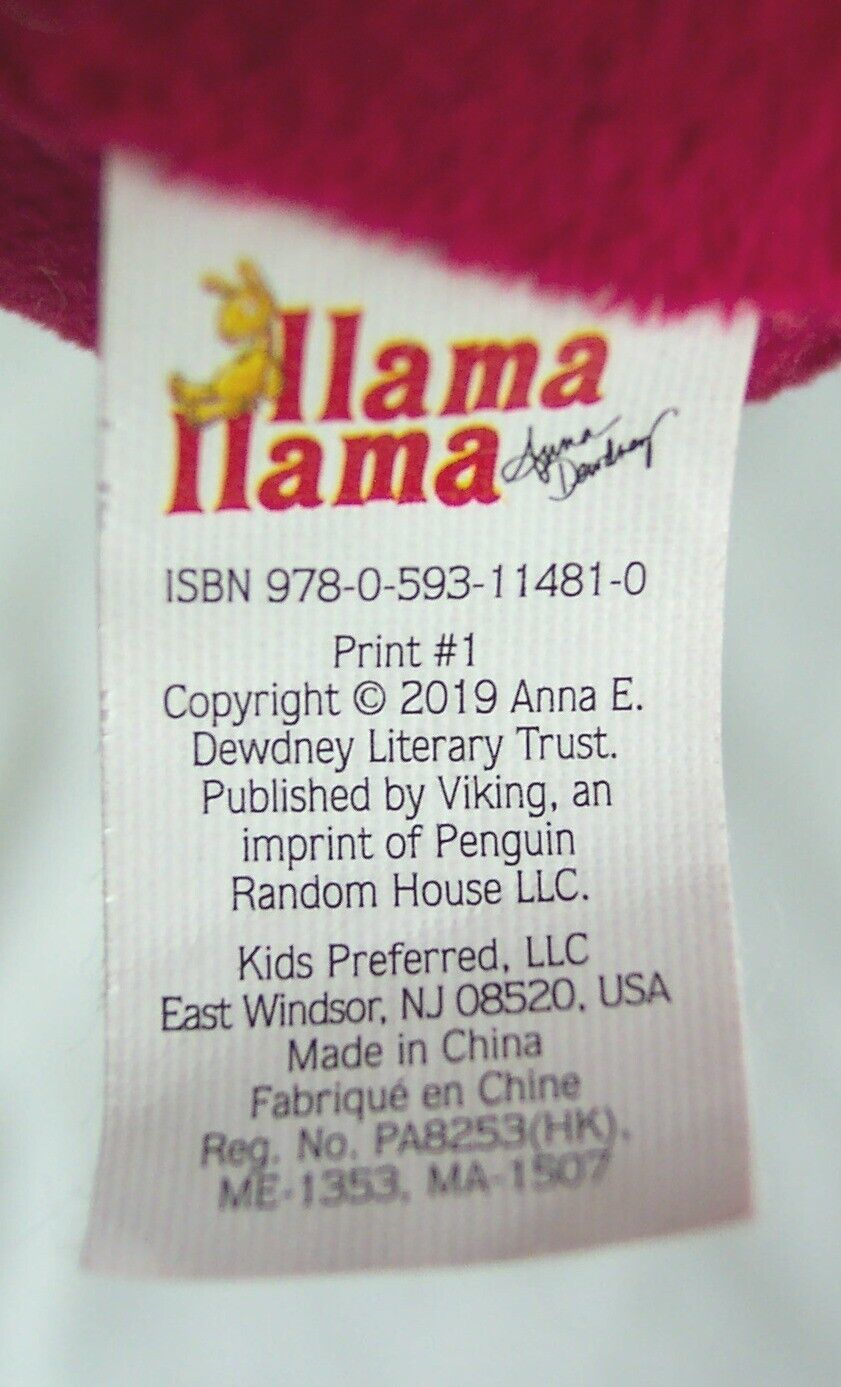 llama
llama
Anna
Dewdney
ISBN 978-0-593-11481-0
Print #1
Copyright © 2019 Anna E.
Dewdney Literary Trust.
Published by Viking, an
imprint of Penguin
Random House LLC.
Kids Preferred, LLC
East Windsor, NJ 08520, USA
Made in China
Fabriqué en Chine
Reg. No. PA8253(HK),
ME-1353, MA-1507